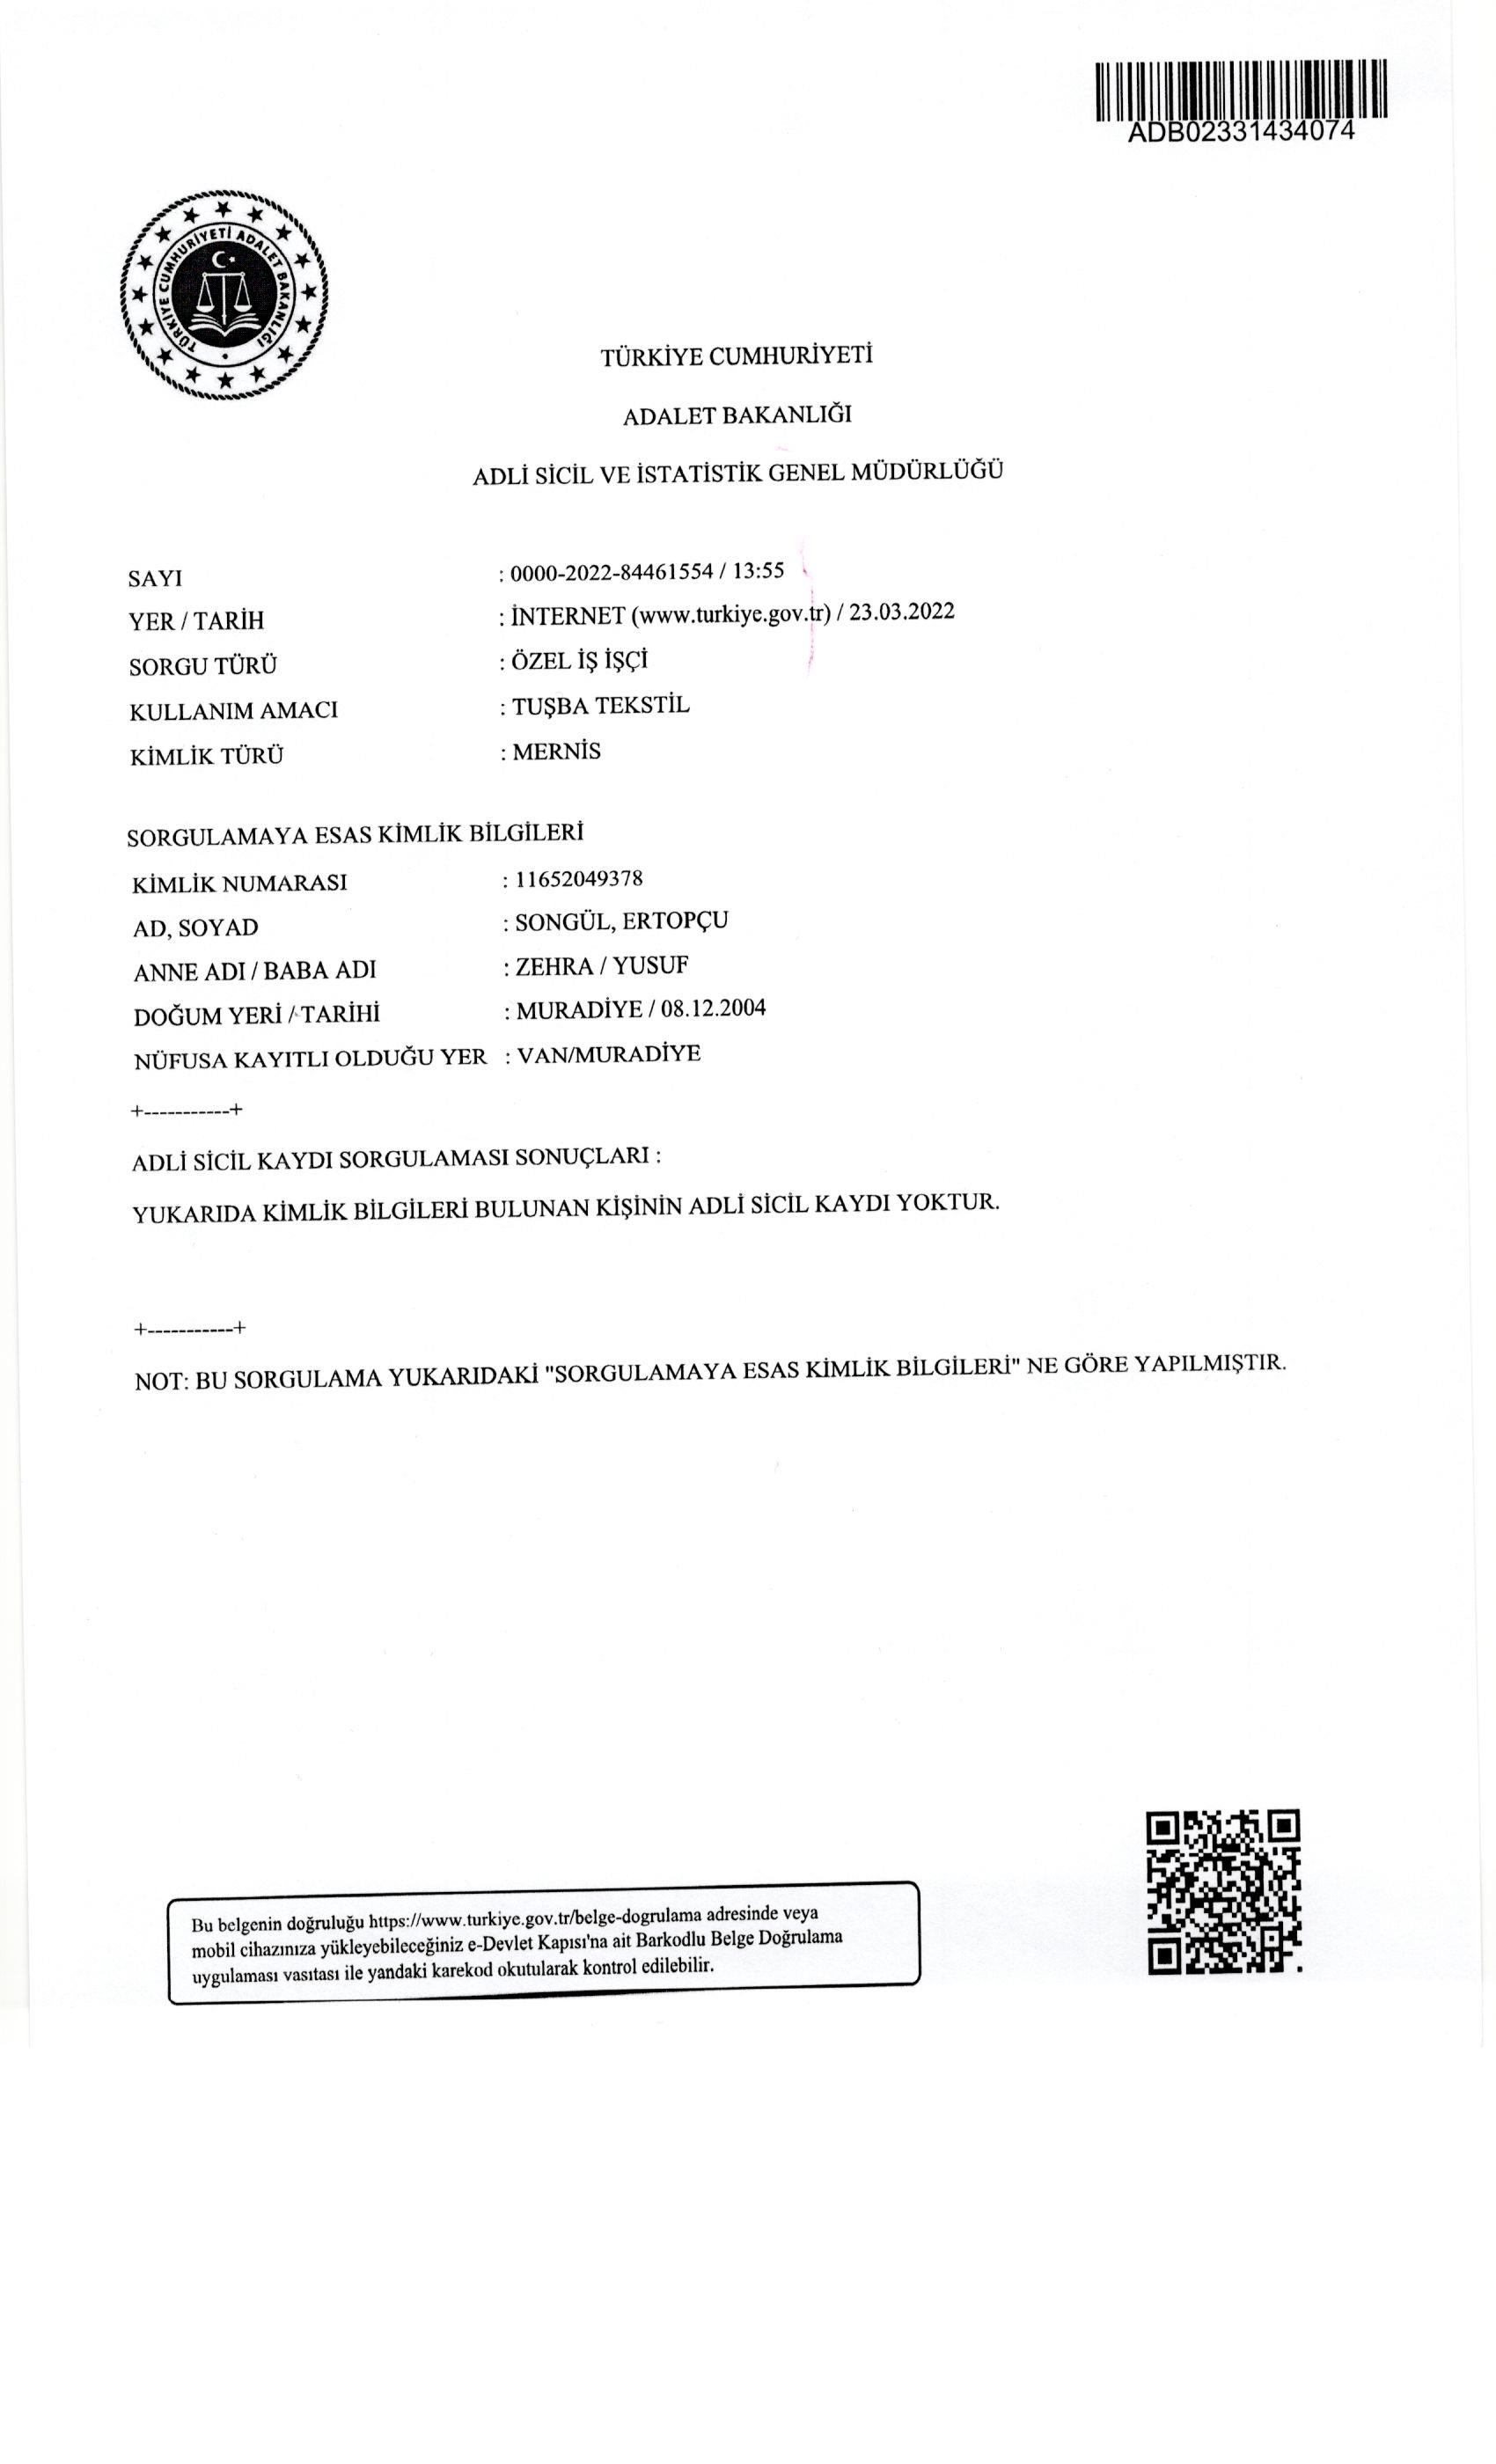 ADB02331434074
TÜRKİYE CUMHURİYETİ ADALET BAKANLIĞI
TÜRKİYE CUMHURİYETİ
ADALET BAKANLIĞI
ADLİ SİCİL VE İSTATİSTİK GENEL MÜDÜRLÜĞÜ
SAYI : 0000-2022-84461554 / 13:55
YER / TARİH : İNTERNET (www.turkiye.gov.tr) / 23.03.2022
SORGU TÜRÜ : ÖZEL İŞ İŞÇİ
KULLANIM AMACI : TUŞBA TEKSTİL
KİMLİK TÜRÜ : MERNİS
SORGULAMAYA ESAS KİMLİK BİLGİLERİ
KİMLİK NUMARASI : 11652049378
AD, SOYAD : SONGÜL, ERTOPÇU
ANNE ADI / BABA ADI : ZEHRA / YUSUF
DOĞUM YERİ / TARİHİ : MURADİYE / 08.12.2004
NÜFUSA KAYITLI OLDUĞU YER : VAN/MURADİYE
+-----------+
ADLİ SİCİL KAYDI SORGULAMASI SONUÇLARI :
YUKARIDA KİMLİK BİLGİLERİ BULUNAN KİŞİNİN ADLİ SİCİL KAYDI YOKTUR.
+-----------+
NOT: BU SORGULAMA YUKARIDAKİ "SORGULAMAYA ESAS KİMLİK BİLGİLERİ" NE GÖRE YAPILMIŞTIR.
Bu belgenin doğruluğu https://www.turkiye.gov.tr/belge-dogrulama adresinde veya
mobil cihazınıza yükleyebileceğiniz e-Devlet Kapısı'na ait Barkodlu Belge Doğrulama
uygulaması vasıtası ile yandaki karekod okutularak kontrol edilebilir.